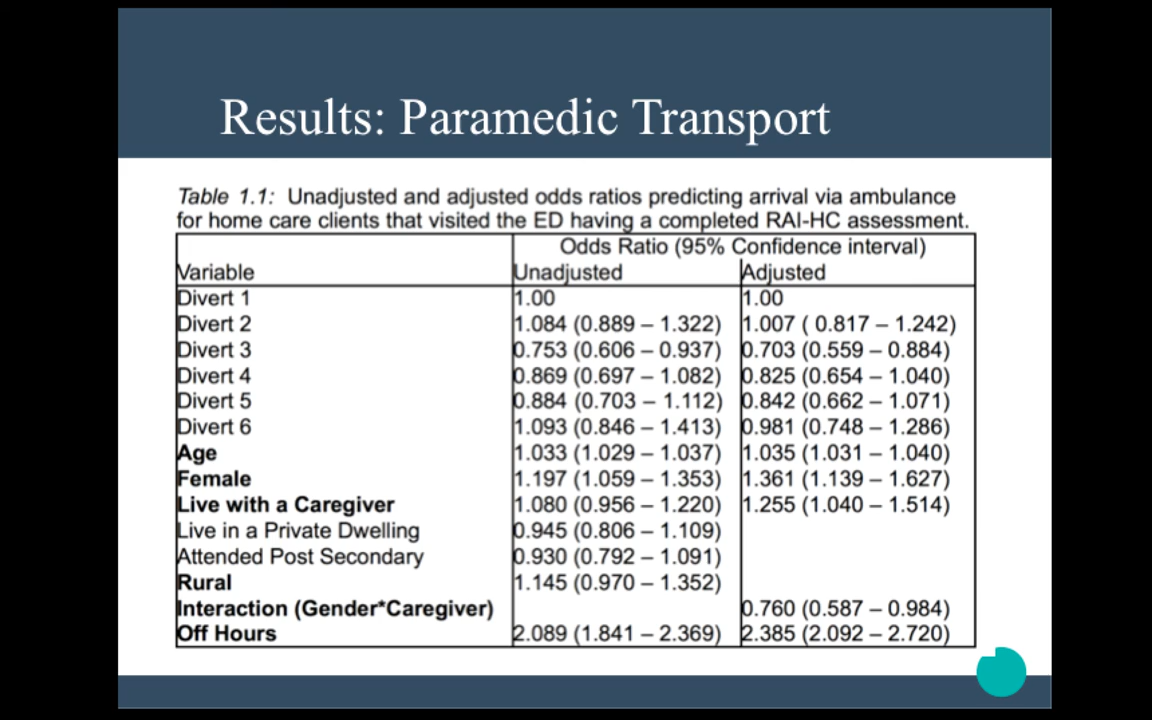 Results: Paramedic Transport
Table 1.1: Unadjusted and adjusted odds ratios predicting arrival via ambulance
for home care clients that visited the ED having a completed RAI-HC assessment.
Odds Ratio (95% Confidence interval)
Variable Unadjusted Adjusted
Divert 1 1.00 1.00
Divert 2 1.084 (0.889 – 1.322) 1.007 ( 0.817 – 1.242)
Divert 3 0.753 (0.606 – 0.937) 0.703 (0.559 – 0.884)
Divert 4 0.869 (0.697 – 1.082) 0.825 (0.654 – 1.040)
Divert 5 0.884 (0.703 – 1.112) 0.842 (0.662 – 1.071)
Divert 6 1.093 (0.846 – 1.413) 0.981 (0.748 – 1.286)
Age 1.033 (1.029 – 1.037) 1.035 (1.031 – 1.040)
Female 1.197 (1.059 – 1.353) 1.361 (1.139 – 1.627)
Live with a Caregiver 1.080 (0.956 – 1.220) 1.255 (1.040 – 1.514)
Live in a Private Dwelling 0.945 (0.806 – 1.109)
Attended Post Secondary 0.930 (0.792 – 1.091)
Rural 1.145 (0.970 – 1.352)
Interaction (Gender*Caregiver) 0.760 (0.587 – 0.984)
Off Hours 2.089 (1.841 – 2.369) 2.385 (2.092 – 2.720)